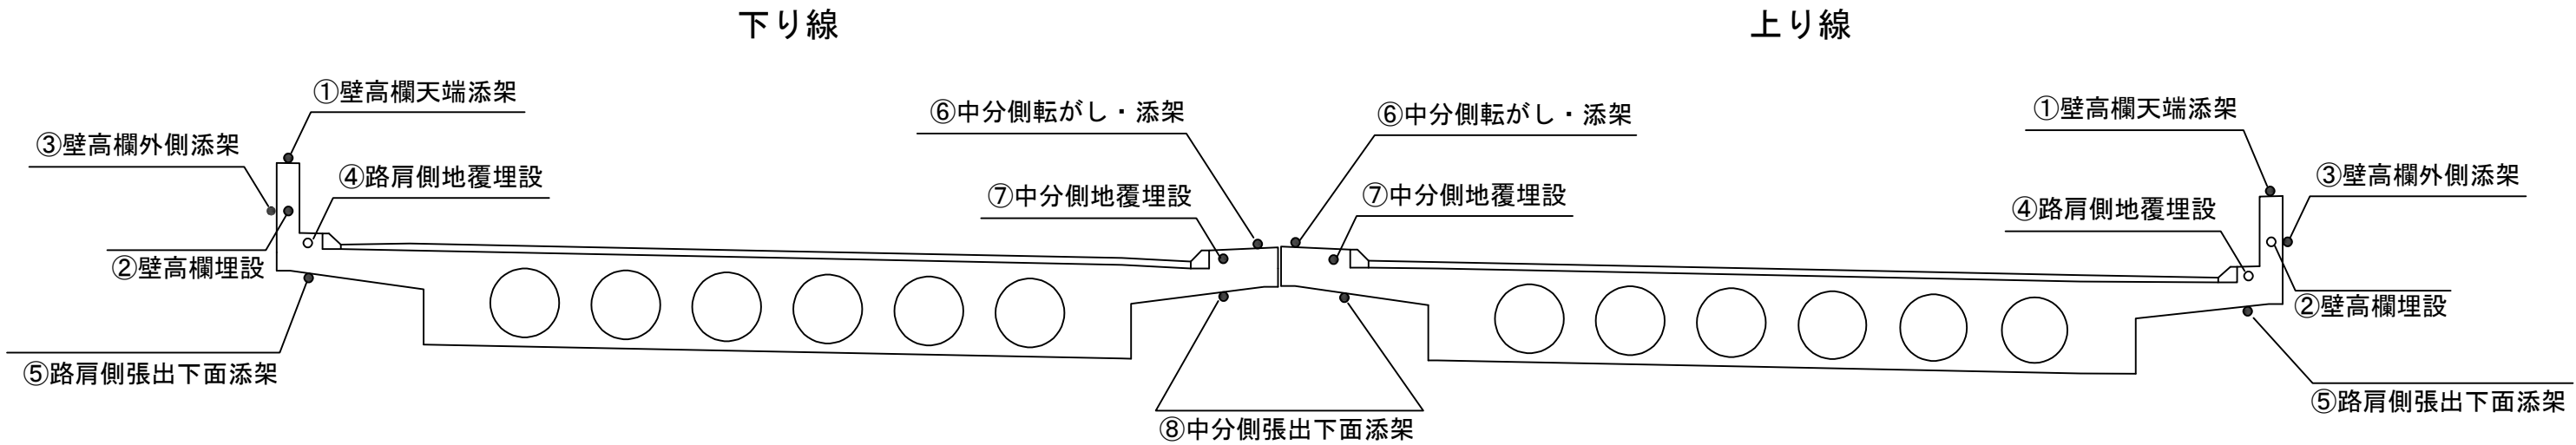 下り線
上り線
①壁高欄天端添架
③壁高欄外側添架
④路肩側地覆埋設
②壁高欄埋設
⑤路肩側張出下面添架
⑥中分側転がし・添架
⑦中分側地覆埋設
⑥中分側転がし・添架
⑦中分側地覆埋設
⑧中分側張出下面添架
①壁高欄天端添架
③壁高欄外側添架
④路肩側地覆埋設
②壁高欄埋設
⑤路肩側張出下面添架